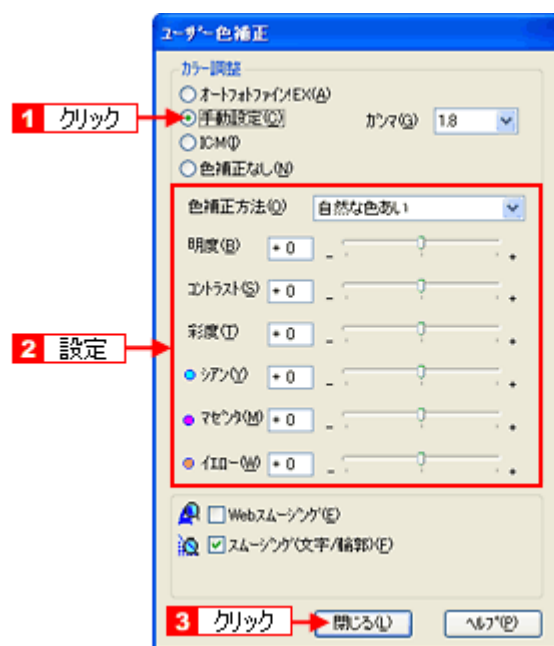 ユーザー色補正
カラー調整
オートフォトファイン!EX(A)
1 クリック
手動設定(C)
ガンマ(G) 1.8
ICM(I)
色補正なし(N)
色補正方法(O) 自然な色あい
明度(B) + 0 - +
コントラスト(S) + 0 - +
彩度(T) + 0 - +
2 設定
シアン(Y) + 0 - +
マゼンタ(M) + 0 - +
イエロー(W) + 0 - +
Webスムージング(E)
スムージング(文字/輪郭)(F)
3 クリック
閉じる(L) ヘルプ(P)